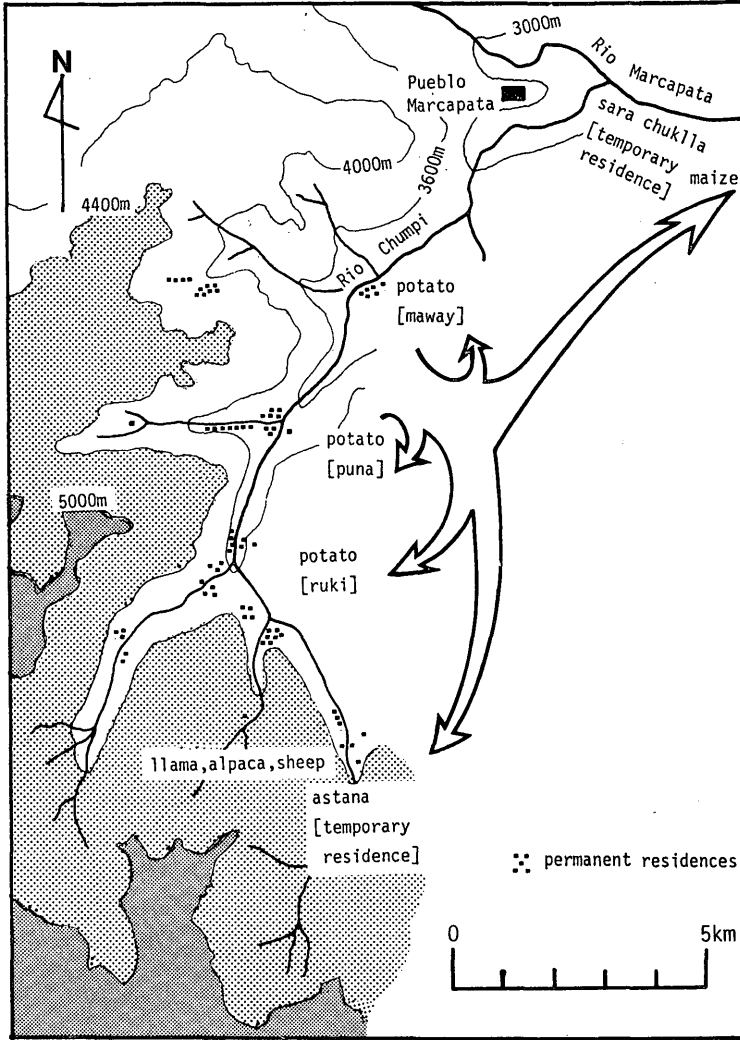 3000m
Rio Marcapata
N
Pueblo
Marcapata
sara chuklla
[temporary
residence]
maize
4000m
3600m
4400m
Rio Chumpi
potato
[maway]
potato
[puna]
5000m
potato
[ruki]
llama,alpaca,sheep
astana
[temporary
residence]
permanent residences
0
5km